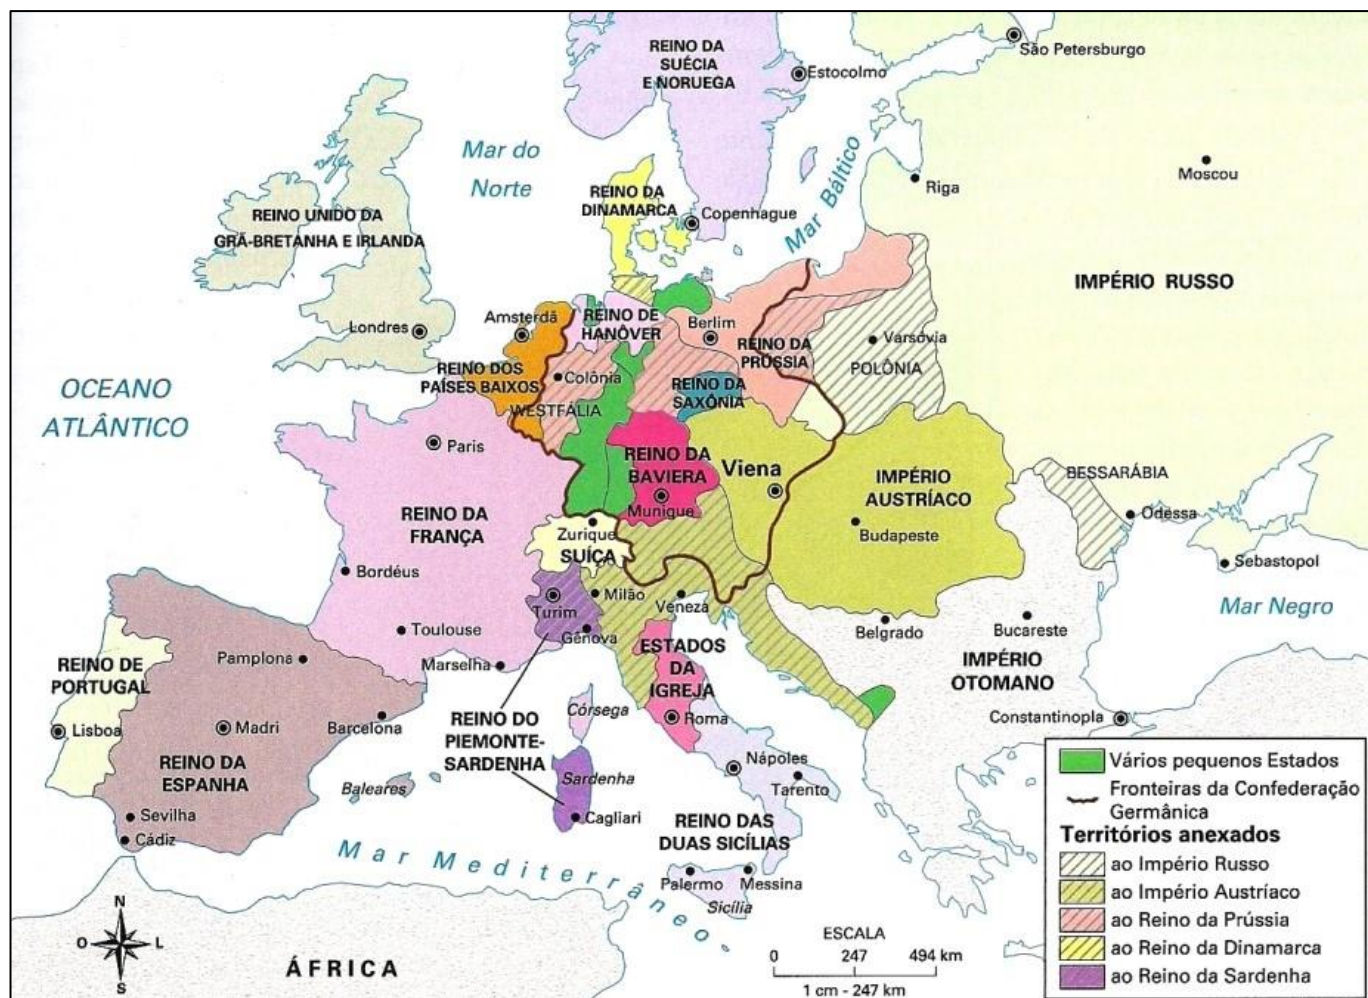 REINO DA
SUÉCIA
E NORUEGA
Estocolmo
São Petersburgo
Mar do
Norte
Mar Báltico
Riga
Moscou
REINO DA
DINAMARCA
Copenhague
REINO UNIDO DA
GRÃ-BRETANHA E IRLANDA
Londres
IMPÉRIO RUSSO
Amsterdã
REINO DE
HANÔVER
Berlim
REINO DA
PRÚSSIA
Varsóvia
POLÔNIA
REINO DOS
PAÍSES BAIXOS
Colônia
WESTFÁLIA
REINO DA
SAXÔNIA
OCEANO
ATLÂNTICO
Paris
REINO DA
BAVIERA
Munique
Viena
IMPÉRIO
AUSTRÍACO
Budapeste
BESSARÁBIA
Odessa
Sebastopol
Mar Negro
REINO DA
FRANÇA
Zurique
SUÍÇA
Bordéus
Toulouse
Marselha
Turim
Milão
Gênova
Veneza
Belgrado
Bucareste
IMPÉRIO
OTOMANO
Constantinopla
REINO DE
PORTUGAL
Lisboa
Pamplona
Madri
Barcelona
REINO DA
ESPANHA
Baleares
Sevilha
Cádiz
REINO DO
PIEMONTE-
SARDENHA
Córsega
Sardenha
Cagliari
ESTADOS
DA
IGREJA
Roma
Nápoles
Tarento
REINO DAS
DUAS SICÍLIAS
Palermo
Messina
Sicília
Mar Mediterrâneo
ÁFRICA
N
O
L
S
ESCALA
0 247 494 km
1 cm - 247 km
Vários pequenos Estados
Fronteiras da Confederação
Germânica
Territórios anexados
ao Império Russo
ao Império Austríaco
ao Reino da Prússia
ao Reino da Dinamarca
ao Reino da Sardenha